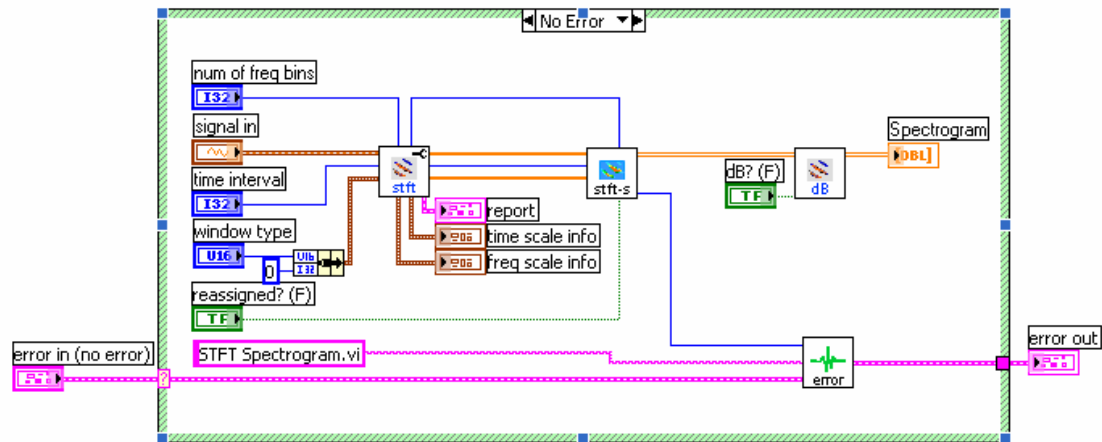 No Error
num of freq bins
I32
signal in
Spectrogram
DBL]
time interval
stft
stft-s
dB? (F)
TF
dB
I32
report
window type
time scale info
U16
U16
0
I32
freq scale info
reassigned? (F)
TF
error in (no error)
STFT Spectrogram.vi
error out
?
error